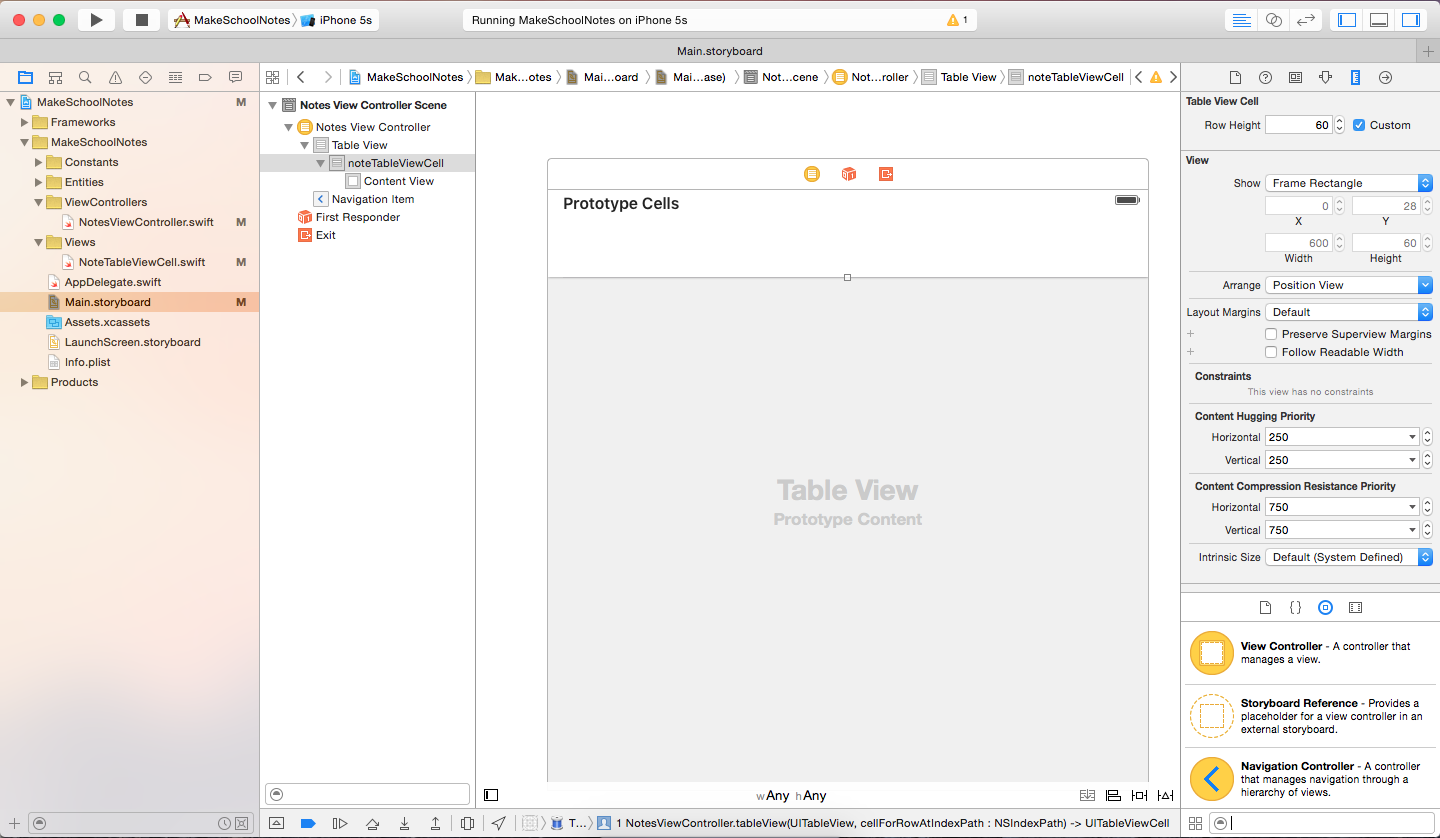 MakeSchoolNotes
iPhone 5s
Running MakeSchoolNotes on iPhone 5s
1
Main.storyboard
MakeSchoolNotes
Mak...otes
Mai...oard
Mai...ase)
Not...cene
Not...roller
Table View
noteTableViewCell
MakeSchoolNotes
M
Frameworks
MakeSchoolNotes
Constants
Entities
ViewControllers
NotesViewController.swift
M
Views
NoteTableViewCell.swift
M
AppDelegate.swift
Main.storyboard
M
Assets.xcassets
LaunchScreen.storyboard
Info.plist
Products
Notes View Controller Scene
Notes View Controller
Table View
noteTableViewCell
Content View
Navigation Item
First Responder
Exit
Prototype Cells
Table View
Prototype Content
wAny hAny
T...
1 NotesViewController.tableView(UITableView, cellForRowAtIndexPath : NSIndexPath) -> UITableViewCell
Table View Cell
Row Height
60
Custom
View
Show
Frame Rectangle
0
28
X
Y
600
60
Width
Height
Arrange
Position View
Layout Margins
Default
Preserve Superview Margins
Follow Readable Width
Constraints
This view has no constraints
Content Hugging Priority
Horizontal
250
Vertical
250
Content Compression Resistance Priority
Horizontal
750
Vertical
750
Intrinsic Size
Default (System Defined)
{ }
View Controller - A controller that
manages a view.
Storyboard Reference - Provides a
placeholder for a view controller in an
external storyboard.
Navigation Controller - A controller
that manages navigation through a
hierarchy of views.